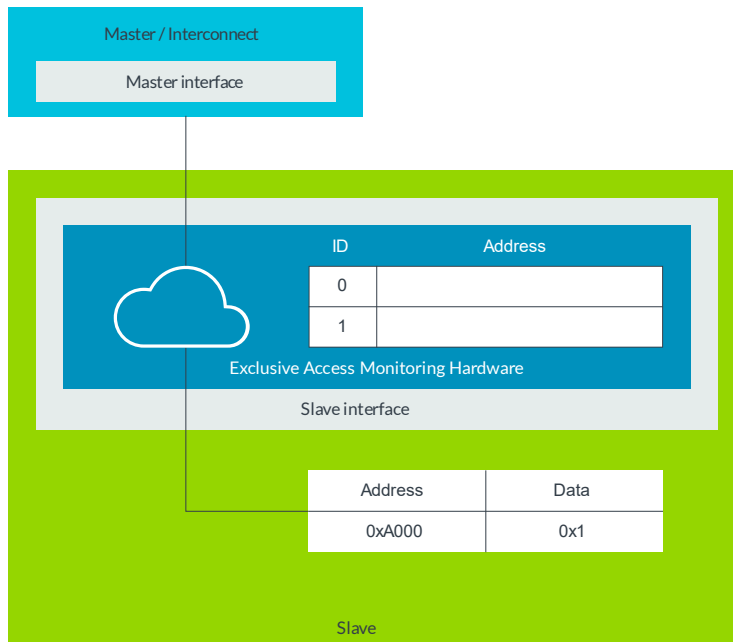 Master / Interconnect
Master interface
ID Address
0
1
Exclusive Access Monitoring Hardware
Slave interface
Address Data
0xA000 0x1
Slave